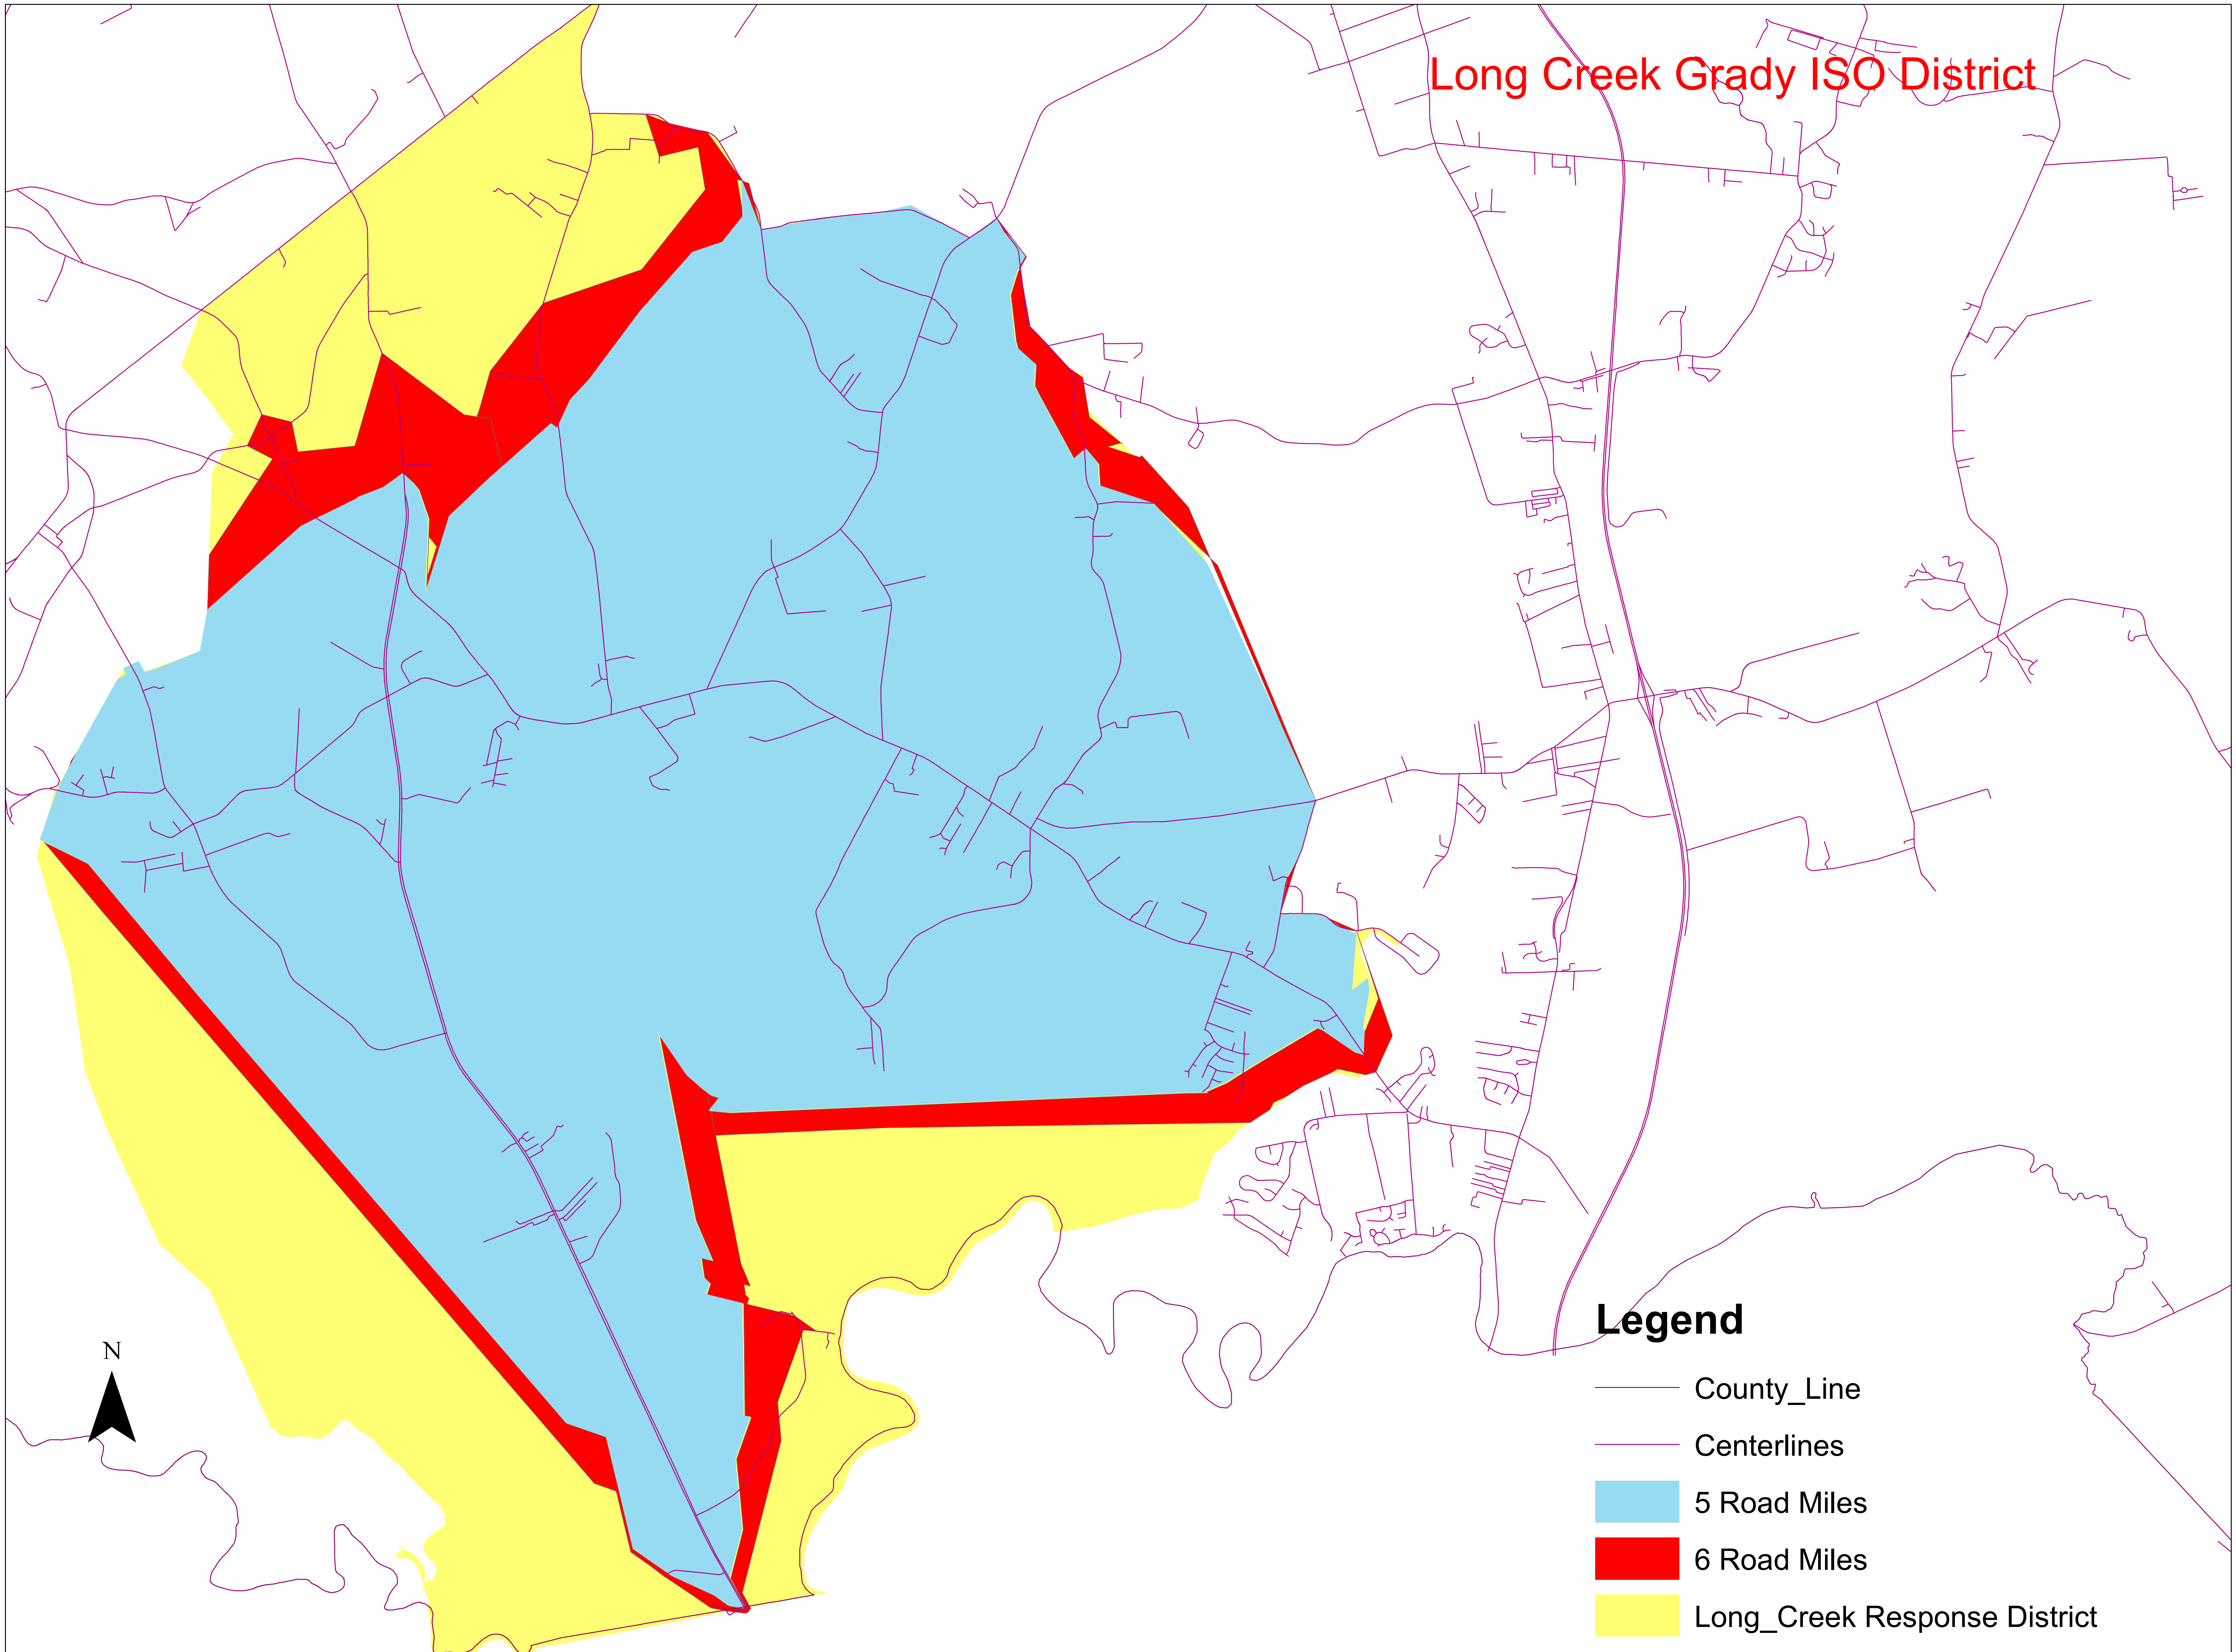 Long Creek Grady ISO District
N
Legend
County_Line
Centerlines
5 Road Miles
6 Road Miles
Long_Creek Response District